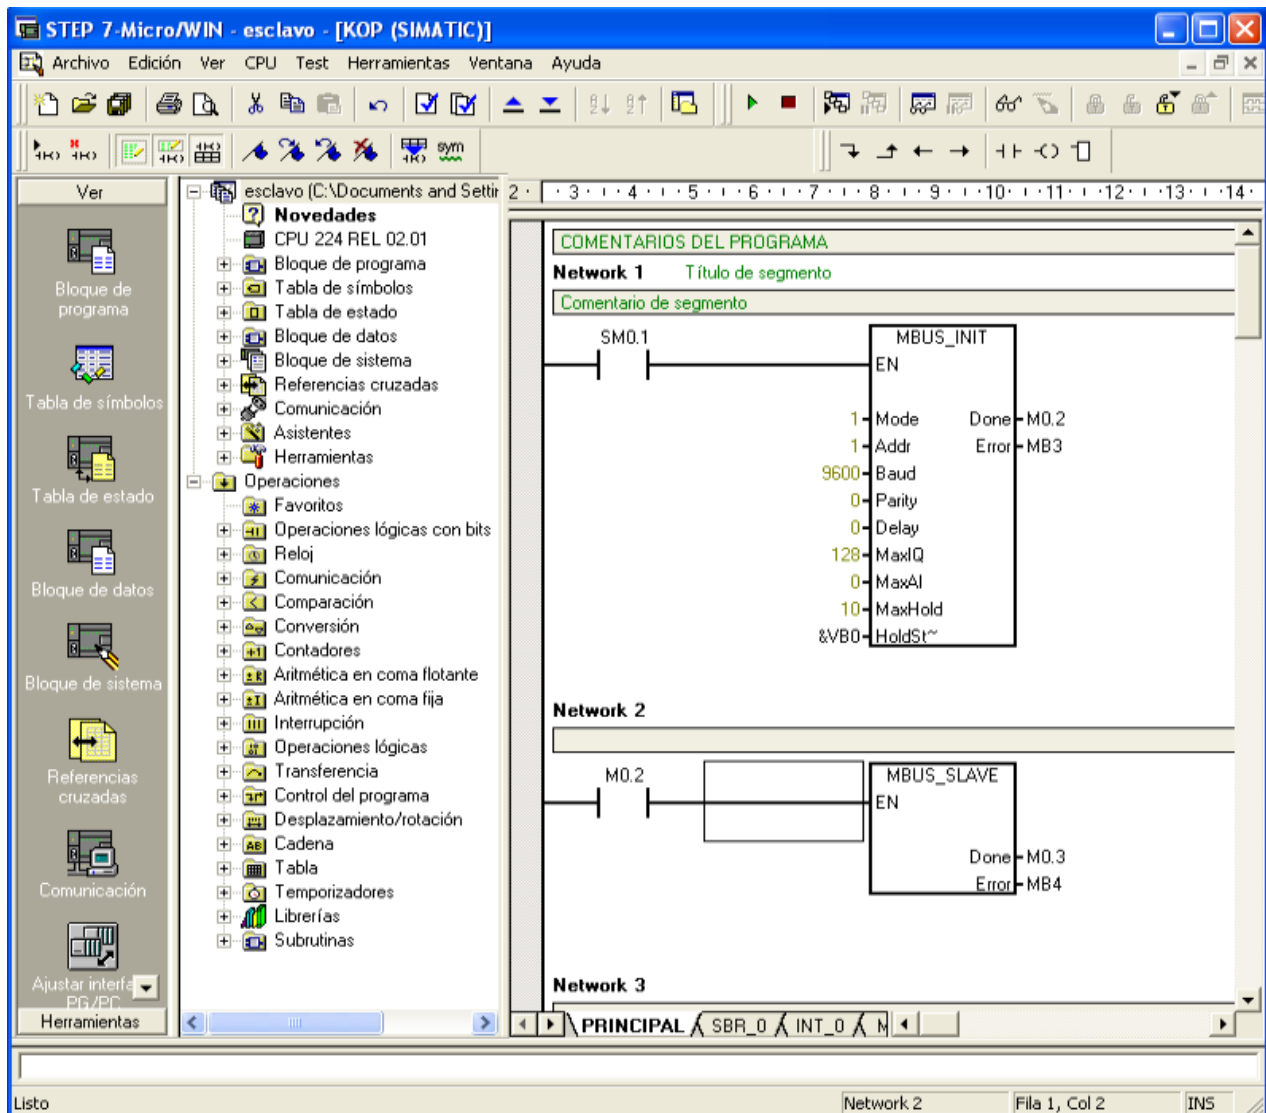 STEP 7-Micro/WIN - esclavo - [KOP (SIMATIC)]
Archivo Edición Ver CPU Test Herramientas Ventana Ayuda
sym
Ver
Bloque de
programa
Tabla de símbolos
Tabla de estado
Bloque de datos
Bloque de sistema
Referencias
cruzadas
Comunicación
Ajustar interfa
PG/PC
Herramientas
esclavo (C:\Documents and Settir
Novedades
CPU 224 REL 02.01
Bloque de programa
Tabla de símbolos
Tabla de estado
Bloque de datos
Bloque de sistema
Referencias cruzadas
Comunicación
Asistentes
Herramientas
Operaciones
Favoritos
Operaciones lógicas con bits
Reloj
Comunicación
Comparación
Conversión
Contadores
Aritmética en coma flotante
Aritmética en coma fija
Interrupción
Operaciones lógicas
Transferencia
Control del programa
Desplazamiento/rotación
Cadena
Tabla
Temporizadores
Librerías
Subrutinas
2 · 3 · 4 · 5 · 6 · 7 · 8 · 9 · 10 · 11 · 12 · 13 · 14
COMENTARIOS DEL PROGRAMA
Network 1 Título de segmento
Comentario de segmento
SM0.1 MBUS_INIT
EN
1 Mode Done M0.2
1 Addr Error MB3
9600 Baud
0 Parity
0 Delay
128 MaxIQ
0 MaxAI
10 MaxHold
&VB0 HoldSt~
Network 2
M0.2 MBUS_SLAVE
EN
Done M0.3
Error MB4
Network 3
PRINCIPAL SBR_0 INT_0 M
Listo Network 2 Fila 1, Col 2 INS